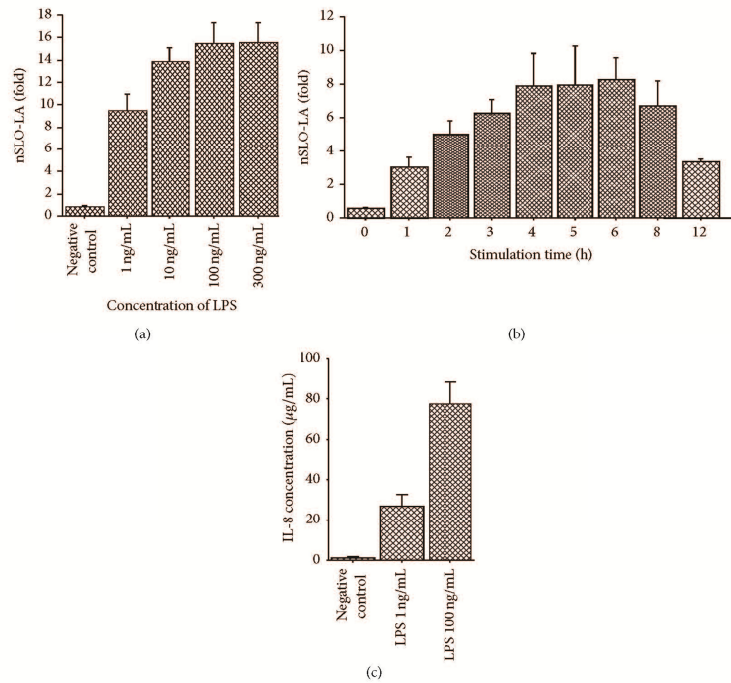 18
16
14
12
10
8
6
4
2
0
nSLO-LA (fold)
Negative
control
1 ng/mL
10 ng/mL
100 ng/mL
300 ng/mL
Concentration of LPS
(a)
12
10
8
6
4
2
0
nSLO-LA (fold)
0 1 2 3 4 5 6 8 12
Stimulation time (h)
(b)
100
80
60
40
20
0
IL-8 concentration (μg/mL)
Negative
control
LPS 1 ng/mL
LPS 100 ng/mL
(c)